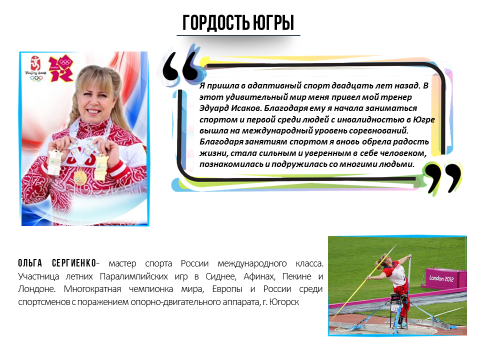 ГОРДОСТЬ ЮГРЫ
Beijing 2008
Я пришла в адаптивный спорт двадцать лет назад. В
этот удивительный мир меня привел мой тренер
Эдуард Исаков. Благодаря ему я начала заниматься
спортом и первой среди людей с инвалидностью в Югре
вышла на международный уровень соревнований.
Благодаря занятиям спортом я вновь обрела радость
жизни, стала сильным и уверенным в себе человеком,
познакомилась и подружилась со многими людьми.
ОЛЬГА СЕРГИЕНКО- мастер спорта России международного класса.
Участница летних Паралимпийских игр в Сиднее, Афинах, Пекине и
Лондоне. Многократная чемпионка мира, Европы и России среди
спортсменов с поражением опорно-двигательного аппарата, г. Югорск
London 2012